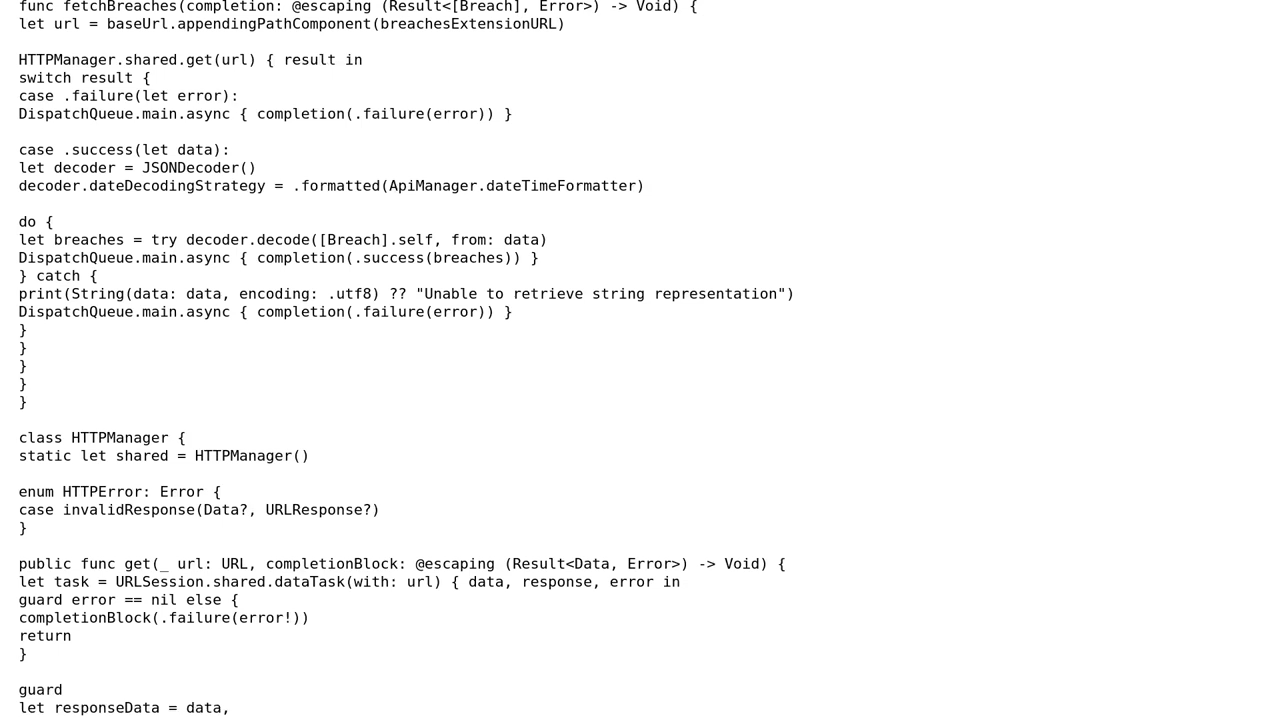 func fetchBreaches(completion: @escaping (Result<[Breach], Error>) -> Void) {
let url = baseUrl.appendingPathComponent(breachesExtensionURL)
HTTPManager.shared.get(url) { result in
switch result {
case .failure(let error):
DispatchQueue.main.async { completion(.failure(error)) }
case .success(let data):
let decoder = JSONDecoder()
decoder.dateDecodingStrategy = .formatted(ApiManager.dateTimeFormatter)
do {
let breaches = try decoder.decode([Breach].self, from: data)
DispatchQueue.main.async { completion(.success(breaches)) }
} catch {
print(String(data: data, encoding: .utf8) ?? "Unable to retrieve string representation")
DispatchQueue.main.async { completion(.failure(error)) }
}
}
}
}
}
class HTTPManager {
static let shared = HTTPManager()
enum HTTPError: Error {
case invalidResponse(Data?, URLResponse?)
}
public func get(_ url: URL, completionBlock: @escaping (Result<Data, Error>) -> Void) {
let task = URLSession.shared.dataTask(with: url) { data, response, error in
guard error == nil else {
completionBlock(.failure(error!))
return
}
guard
let responseData = data,